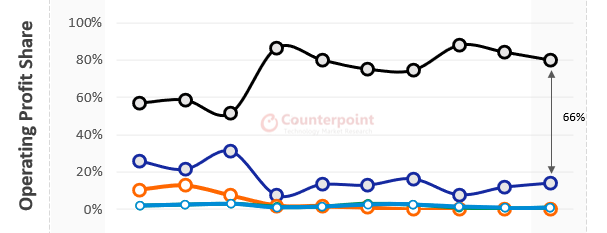 Operating Profit Share
100%
80%
60%
40%
20%
0%
Counterpoint
Technology Market Research
66%